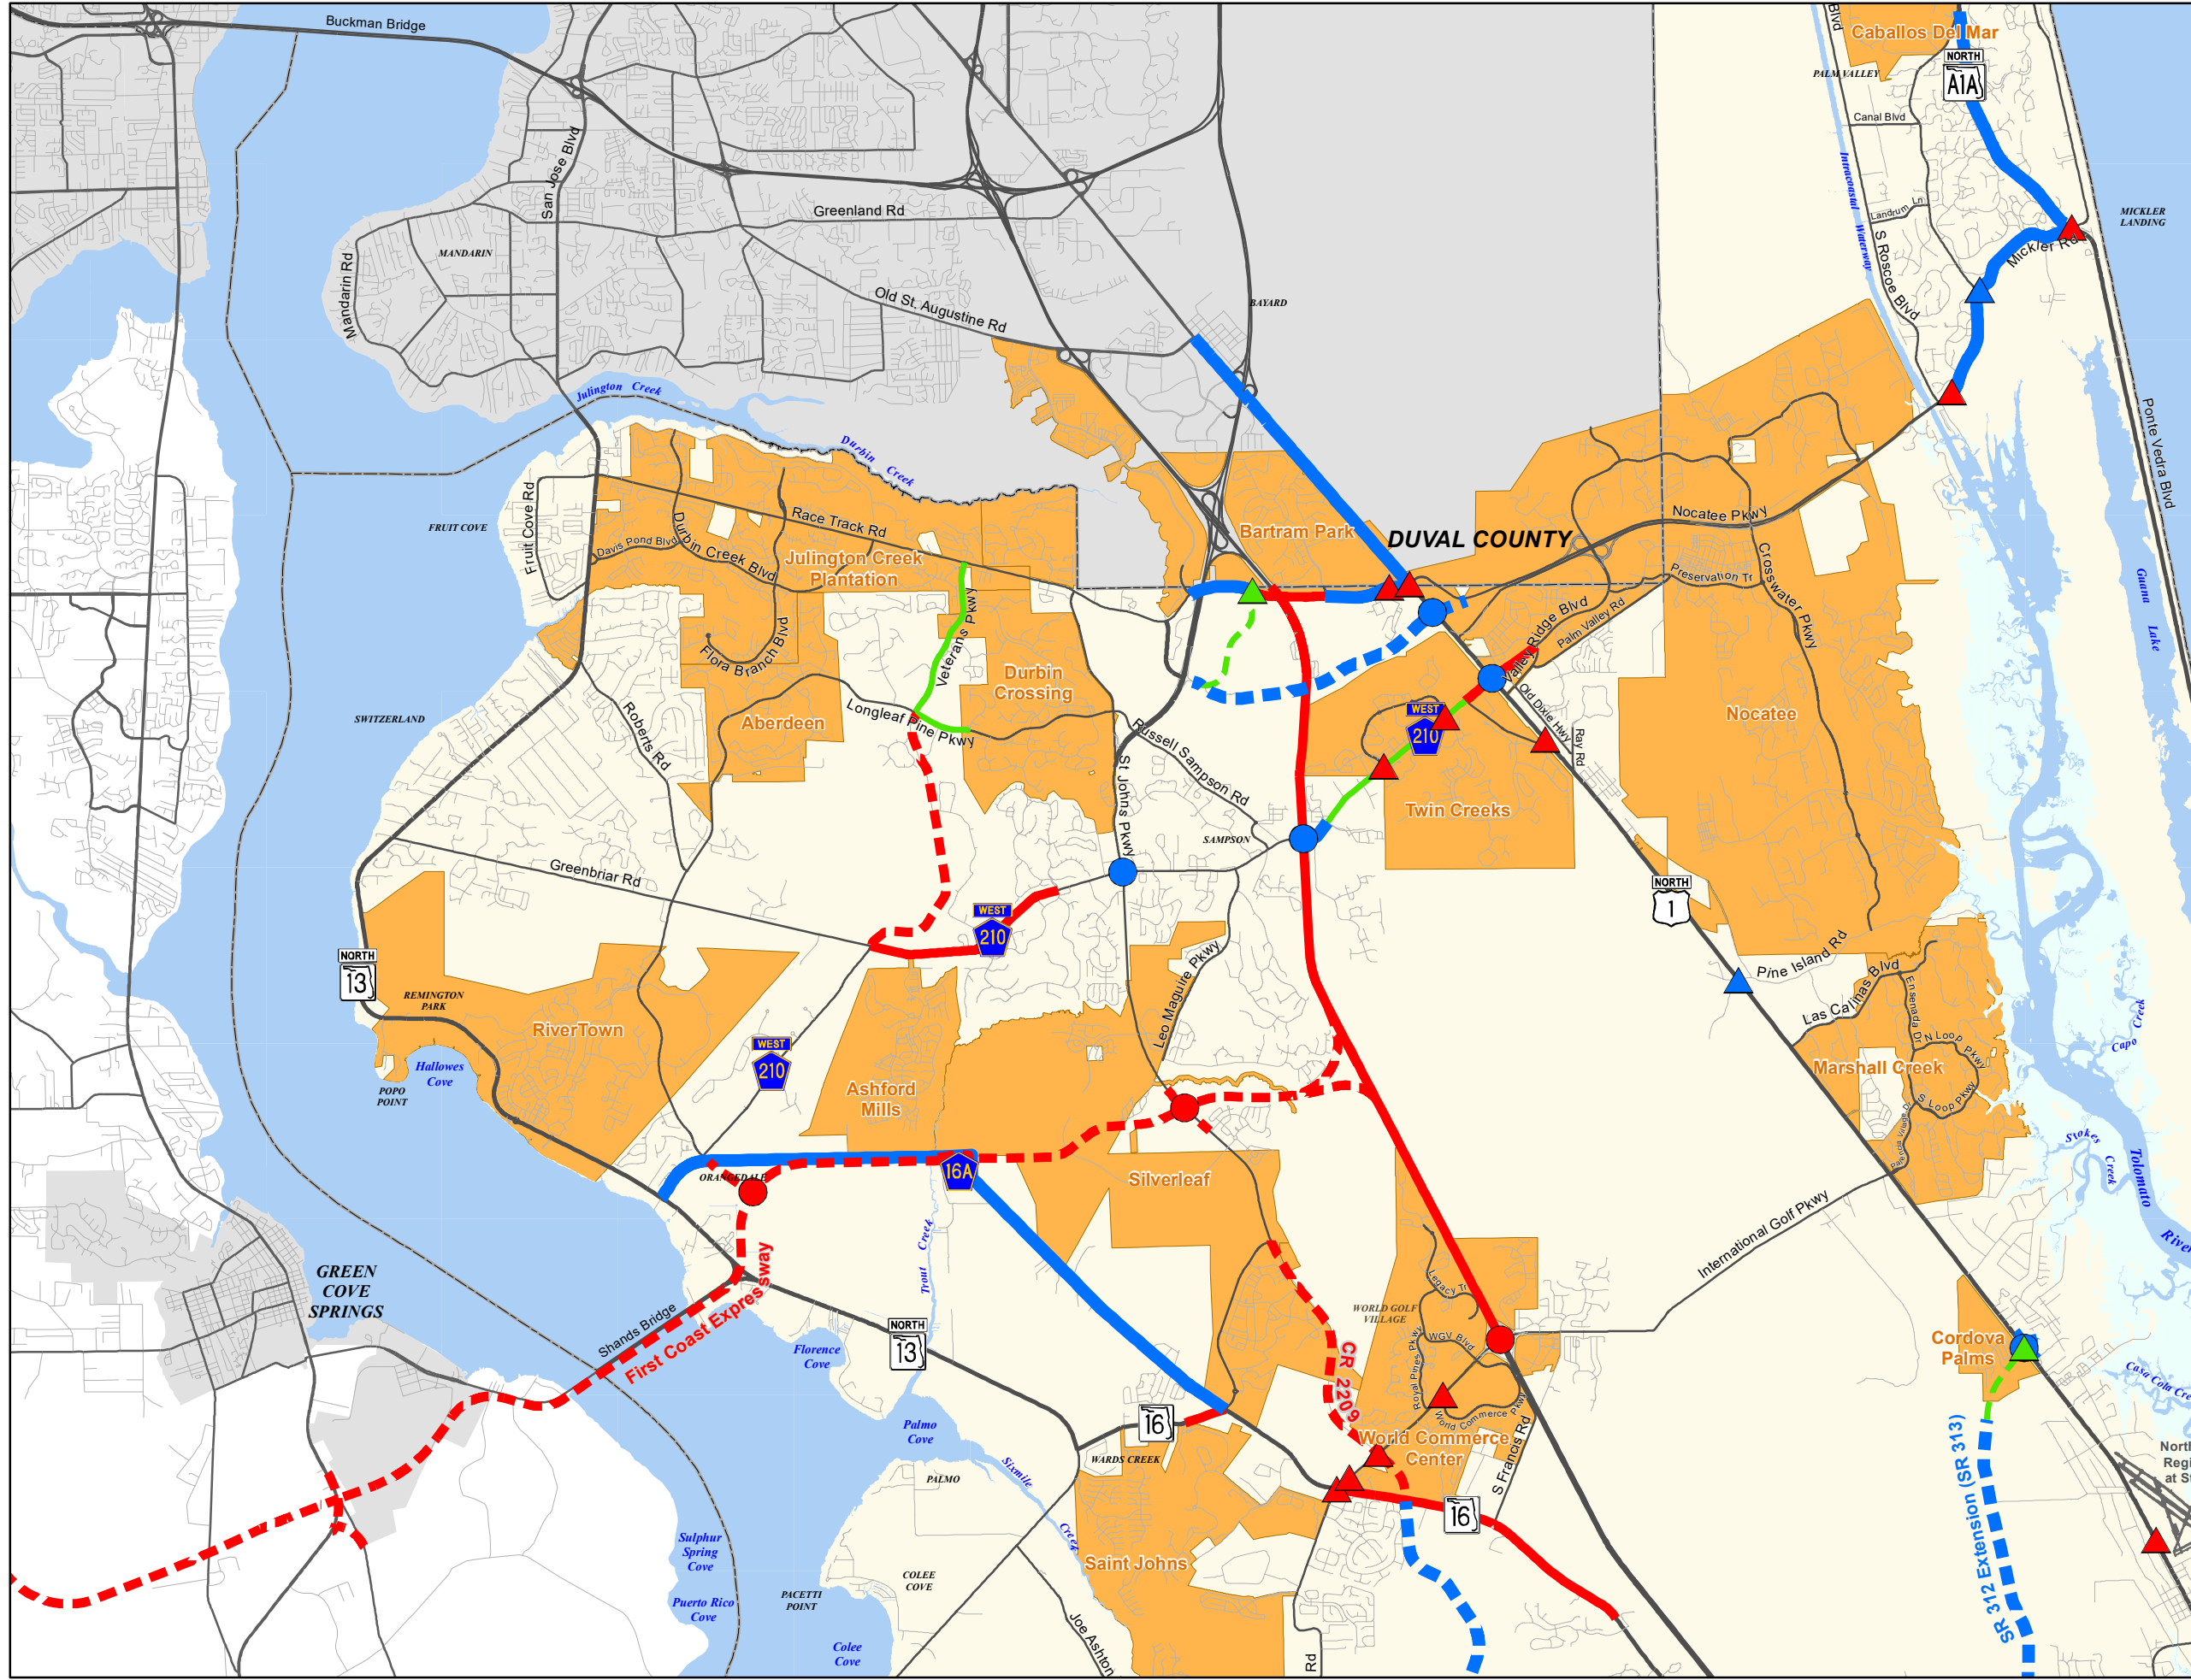 Buckman Bridge
Blvd
Caballos Del Mar
NORTH
A1A
PALM VALLEY
Canal Blvd
San Jose Blvd
Intracoastal Waterway
Greenland Rd
Landrum Ln
MICKLER
LANDING
Mickler Rd
S Roscoe Blvd
MANDARIN
Mandarin Rd
Old St. Augustine Rd
BAYARD
Julington Creek
Ponte Vedra Blvd
Durbin Creek
Fruit Cove Rd
FRUIT COVE
Race Track Rd
Durbin Creek Blvd
Davis Pond Blvd
Julington Creek
Plantation
Bartram Park
DUVAL COUNTY
Nocatee Pkwy
Crosswater Pkwy
Preservation Tr
Guana Lake
Valley Ridge Blvd
Palm Valley Rd
Flora Branch Blvd
Veterans Pkwy
Durbin
Crossing
SWITZERLAND
Roberts Rd
Aberdeen
Longleaf Pine Pkwy
Russell Sampson Rd
St Johns Pkwy
WEST
210
Old Dixie Hwy
Ray Rd
Nocatee
Twin Creeks
SAMPSON
Greenbriar Rd
NORTH
1
WEST
210
Pine Island Rd
NORTH
13
REMINGTON
PARK
RiverTown
Leo Maguire Pkwy
Las Calinas Blvd
Ensenada Dr
N Loop Pkwy
S Loop Pkwy
Capo Creek
WEST
210
Hallowes
Cove
POPO
POINT
Ashford
Mills
Marshall Creek
Stokes Creek
Tolomato
River
ORANGEDALE
16A
Silverleaf
International Golf Pkwy
Trout Creek
GREEN
COVE
SPRINGS
Shands Bridge
First Coast Expressway
Legacy Tr
WORLD GOLF
VILLAGE
WGV Blvd
Royal Pines Pkwy
NORTH
13
Florence
Cove
CR 2209
Cordova
Palms
Casa Cola Cre
16
World Commerce Pkwy
World Commerce
Center
S Francis Rd
Palmo
Cove
WARDS CREEK
PALMO
Sixmile Creek
16
SR 312 Extension (SR 313)
North
Regi
at St
Sulphur
Spring
Cove
Saint Johns
COLEE
COVE
PACETTI
POINT
Puerto Rico
Cove
Joe Ashton
Colee
Cove
Rd